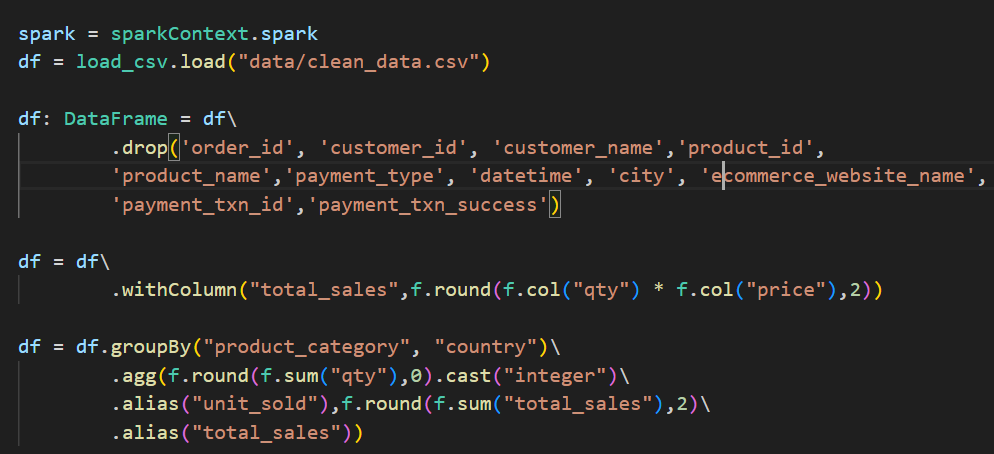 spark = sparkContext.spark
df = load_csv.load("data/clean_data.csv")
df: DataFrame = df\
.drop('order_id', 'customer_id', 'customer_name','product_id',
'product_name','payment_type', 'datetime', 'city', 'ecommerce_website_name',
'payment_txn_id','payment_txn_success')
df = df\
.withColumn("total_sales",f.round(f.col("qty") * f.col("price"),2))
df = df.groupBy("product_category", "country")\
.agg(f.round(f.sum("qty"),0).cast("integer")\
.alias("unit_sold"),f.round(f.sum("total_sales"),2)\
.alias("total_sales"))